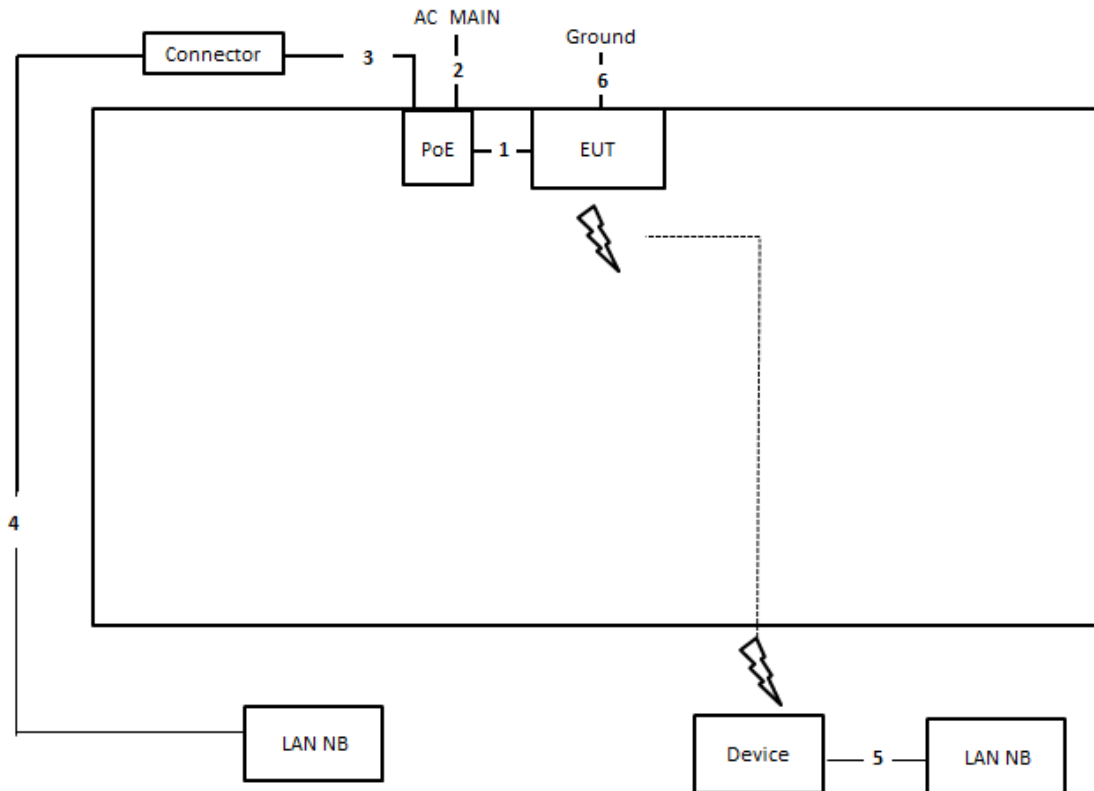 AC MAIN
Ground
Connector
3
2
6
PoE
1
EUT
4
LAN NB
Device
5
LAN NB